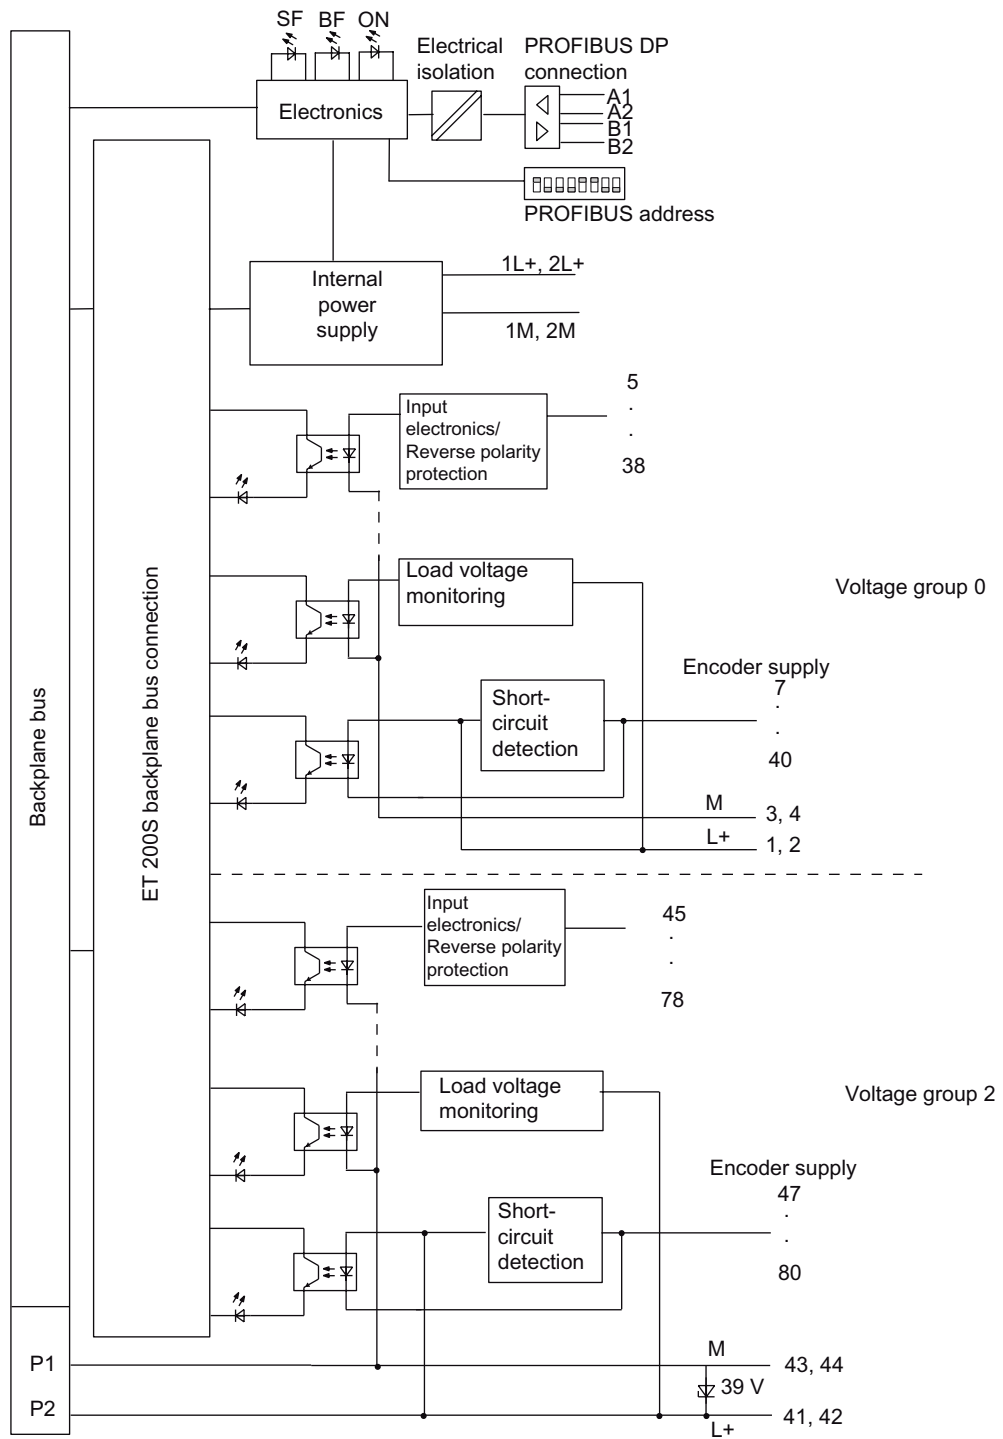 SF BF ON
Electrical
isolation
PROFIBUS DP
connection
Electronics
A1
A2
B1
B2
PROFIBUS address
Internal
power
supply
1L+, 2L+
1M, 2M
Input
electronics/
Reverse polarity
protection
5
.
.
38
Load voltage
monitoring
Voltage group 0
Encoder supply
7
.
.
40
Short-
circuit
detection
M
3, 4
L+
1, 2
Backplane bus
ET 200S backplane bus connection
Input
electronics/
Reverse polarity
protection
45
.
.
78
Load voltage
monitoring
Voltage group 2
Encoder supply
47
.
.
80
Short-
circuit
detection
P1
M
43, 44
39 V
P2
L+
41, 42